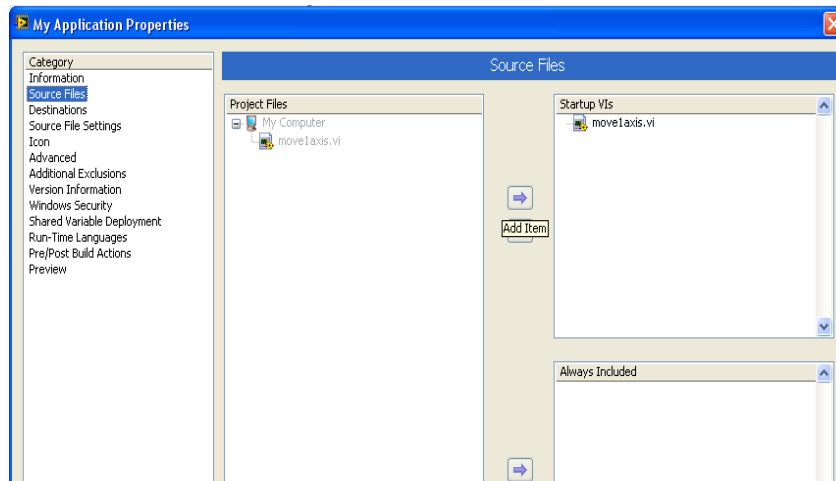 My Application Properties
Category
Information
Source Files
Destinations
Source File Settings
Icon
Advanced
Additional Exclusions
Version Information
Windows Security
Shared Variable Deployment
Run-Time Languages
Pre/Post Build Actions
Preview
Source Files
Project Files
My Computer
move1axis.vi
Add Item
Startup VIs
move1axis.vi
Always Included